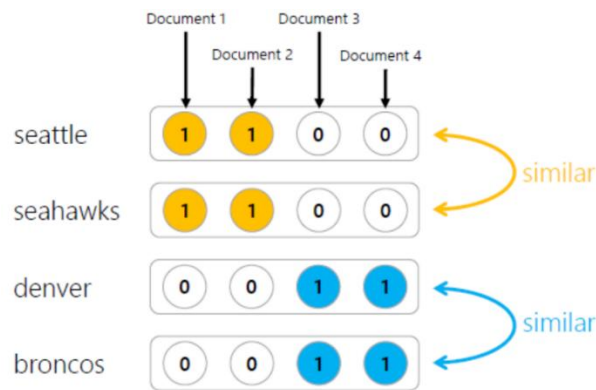 Document 1
Document 3
Document 2
Document 4
seattle 1 1 0 0
similar
seahawks 1 1 0 0
denver 0 0 1 1
similar
broncos 0 0 1 1